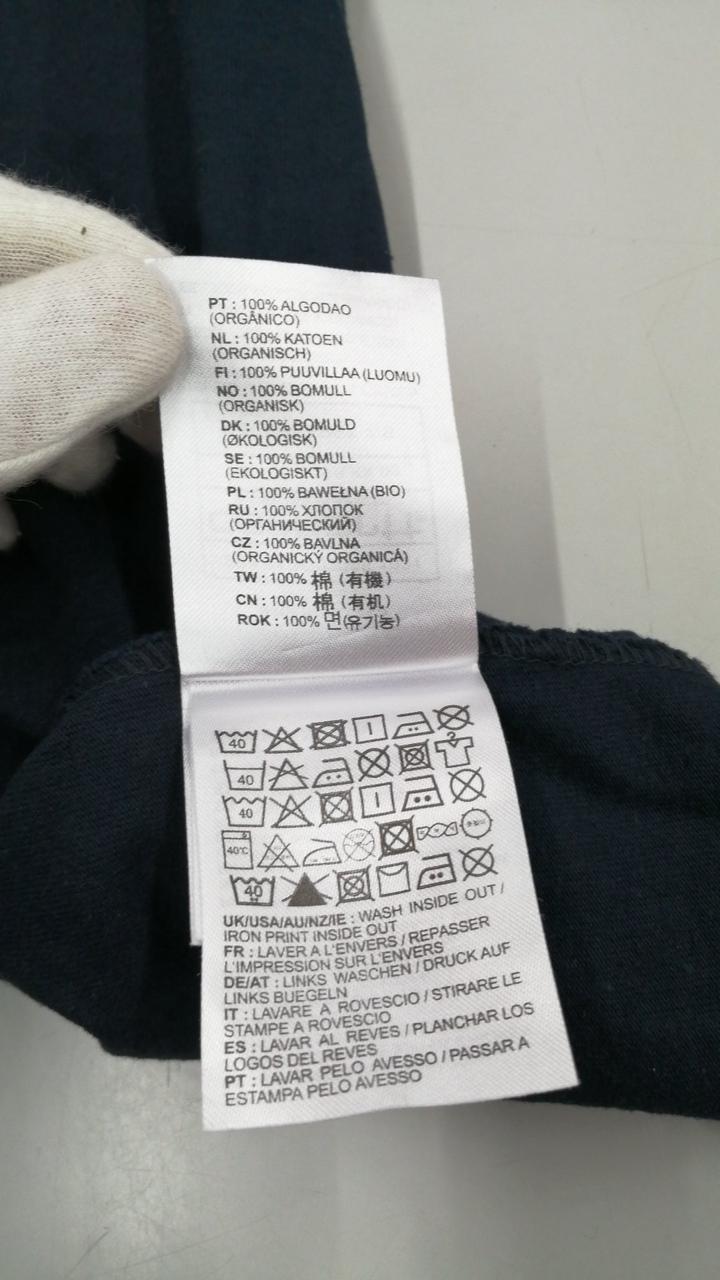 PT : 100% ALGODAO
(ORGÂNICO)
NL : 100% KATOEN
(ORGANISCH)
FI : 100% PUUVILLAA (LUOMU)
NO : 100% BOMULL
(ORGANISK)
DK : 100% BOMULD
(ØKOLOGISK)
SE : 100% BOMULL
(EKOLOGISKT)
PL : 100% BAWEŁNA (BIO)
RU : 100% ХЛОПОК
(ОРГАНИЧЕСКИЙ)
CZ : 100% BAVLNA
(ORGANICKÝ ORGANICÁ)
TW : 100% 棉 (有機)
CN : 100% 棉 (有机)
ROK : 100% 면(유기농)
40
40
40
40℃
40
UK/USA/AU/NZ/IE : WASH INSIDE OUT /
IRON PRINT INSIDE OUT
FR : LAVER A L'ENVERS / REPASSER
L'IMPRESSION SUR L'ENVERS
DE/AT : LINKS WASCHEN / DRUCK AUF
LINKS BUEGELN
IT : LAVARE A ROVESCIO / STIRARE LE
STAMPE A ROVESCIO
ES : LAVAR AL REVES / PLANCHAR LOS
LOGOS DEL REVES
PT : LAVAR PELO AVESSO / PASSAR A
ESTAMPA PELO AVESSO